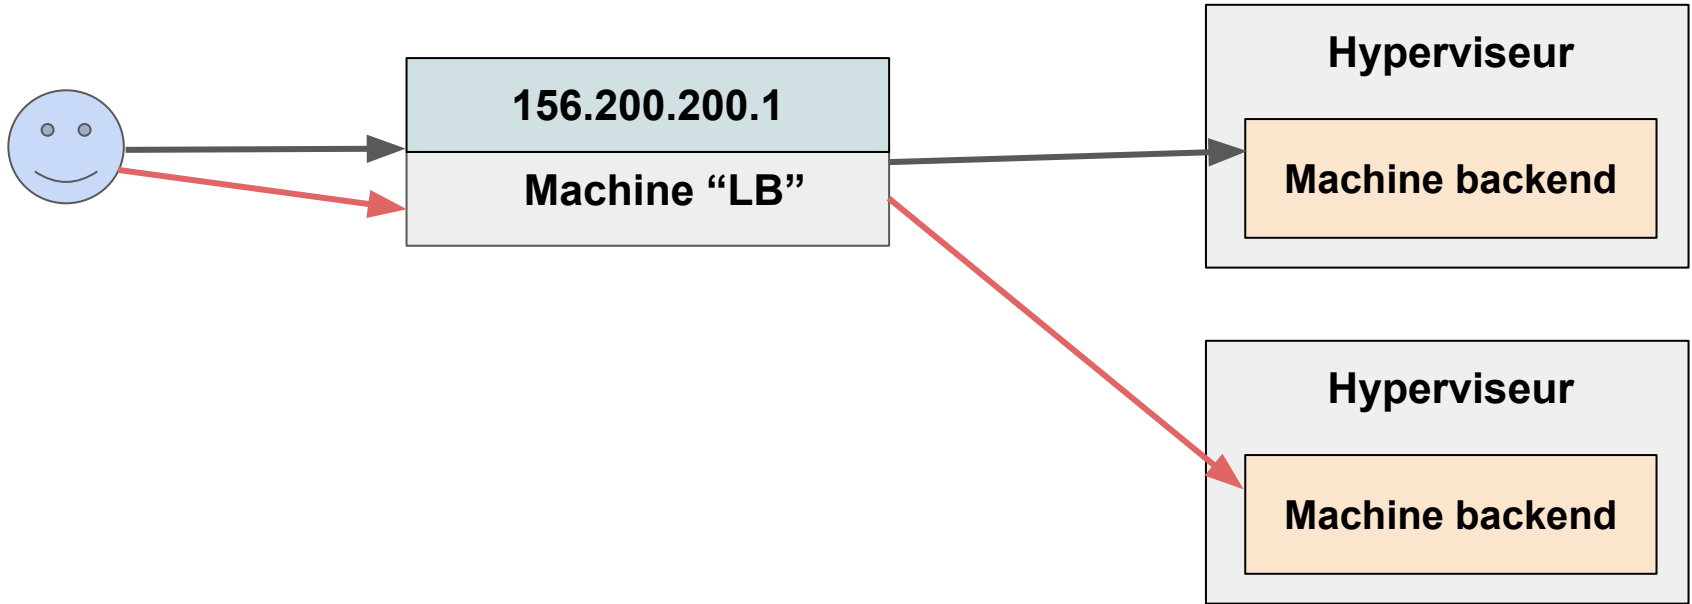 156.200.200.1
Machine “LB”
Hyperviseur
Machine backend
Hyperviseur
Machine backend